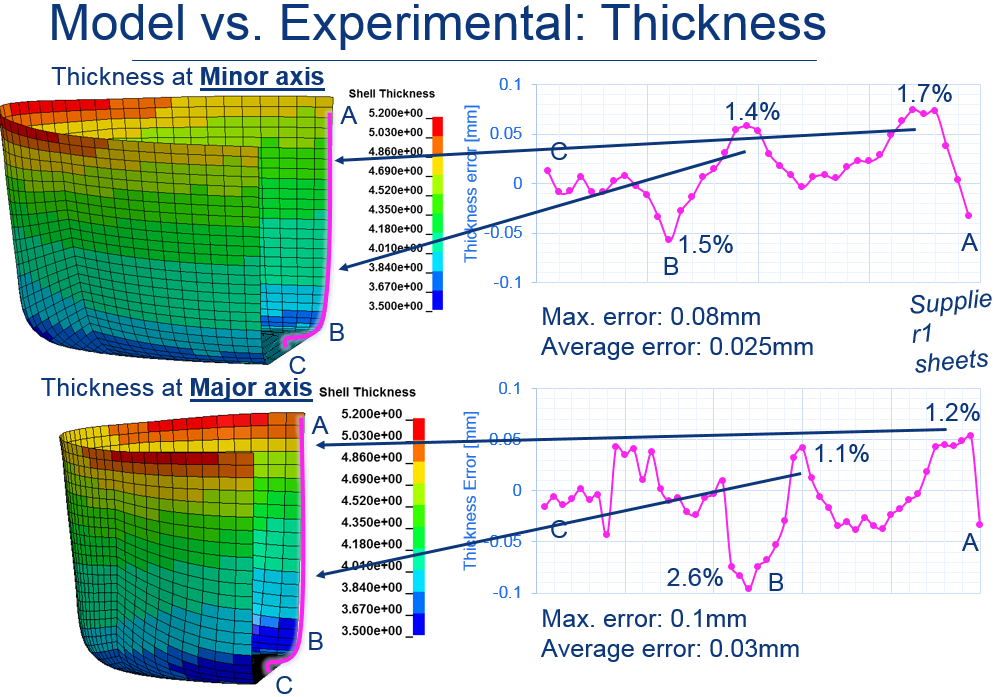 Model vs. Experimental: Thickness
Thickness at Minor axis
Shell Thickness
5.200e+00
5.030e+00
4.860e+00
4.690e+00
4.520e+00
4.350e+00
4.180e+00
4.010e+00
3.840e+00
3.670e+00
3.500e+00
A
B
C
Thickness error [mm]
0.1
0.05
0
-0.05
-0.1
C
1.4%
1.7%
1.5%
B
A
Max. error: 0.08mm
Average error: 0.025mm
Supplie
r1
sheets
Thickness at Major axis
Shell Thickness
5.200e+00
5.030e+00
4.860e+00
4.690e+00
4.520e+00
4.350e+00
4.180e+00
4.010e+00
3.840e+00
3.670e+00
3.500e+00
A
B
C
Thickness Error [mm]
0.1
0.05
0
-0.05
-0.1
C
1.2%
1.1%
2.6%
B
A
Max. error: 0.1mm
Average error: 0.03mm